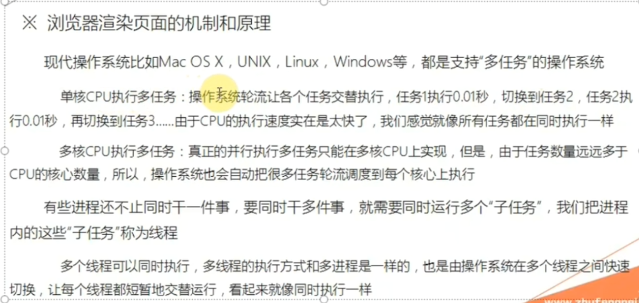 ※ 浏览器渲染页面的机制和原理
现代操作系统比如Mac OS X，UNIX，Linux，Windows等，都是支持“多任务”的操作系统
单核CPU执行多任务：操作系统轮流让各个任务交替执行，任务1执行0.01秒，切换到任务2，任务2执
行0.01秒，再切换到任务3……由于CPU的执行速度实在是太快了，我们感觉就像所有任务都在同时执行一样
多核CPU执行多任务：真正的并行执行多任务只能在多核CPU上实现，但是，由于任务数量远远多于
CPU的核心数量，所以，操作系统也会自动把很多任务轮流调度到每个核心上执行
有些进程还不止同时干一件事，要同时干多件事，就需要同时运行多个“子任务”，我们把进程
内的这些“子任务”称为线程
多个线程可以同时执行，多线程的执行方式和多进程是一样的，也是由操作系统在多个线程之间快速
切换，让每个线程都短暂地交替运行，看起来就像同时执行一样